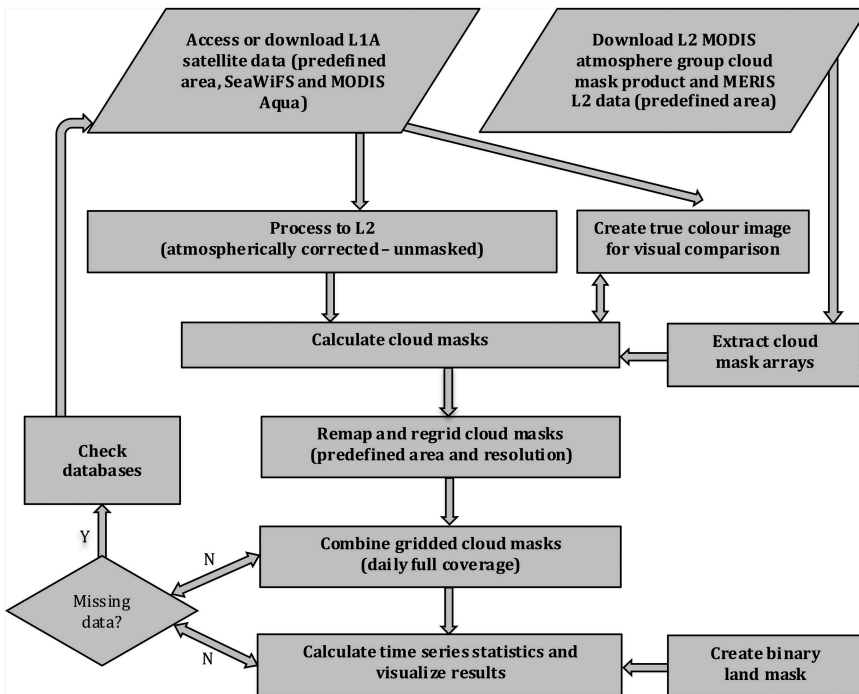 Access or download L1A
satellite data (predefined
area, SeaWiFS and MODIS
Aqua)
Download L2 MODIS
atmosphere group cloud
mask product and MERIS
L2 data (predefined area)
Process to L2
(atmospherically corrected – unmasked)
Create true colour image
for visual comparison
Calculate cloud masks
Extract cloud
mask arrays
Remap and regrid cloud masks
(predefined area and resolution)
Check
databases
Y
N
Combine gridded cloud masks
(daily full coverage)
Missing
data?
N
Calculate time series statistics and
visualize results
Create binary
land mask